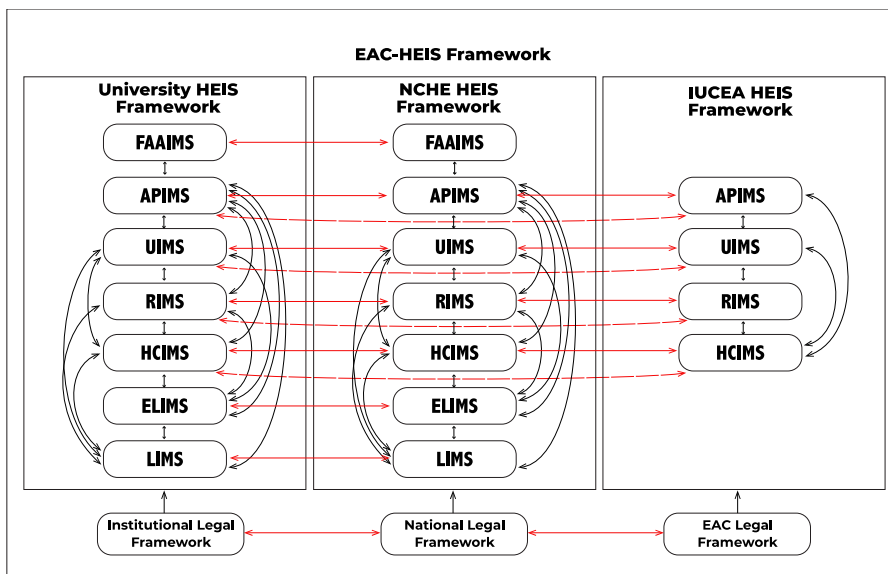 EAC-HEIS Framework
University HEIS
Framework
FAAIMS
APIMS
UIMS
RIMS
HCIMS
ELIMS
LIMS
Institutional Legal
Framework
NCHE HEIS
Framework
FAAIMS
APIMS
UIMS
RIMS
HCIMS
ELIMS
LIMS
National Legal
Framework
IUCEA HEIS
Framework
APIMS
UIMS
RIMS
HCIMS
EAC Legal
Framework